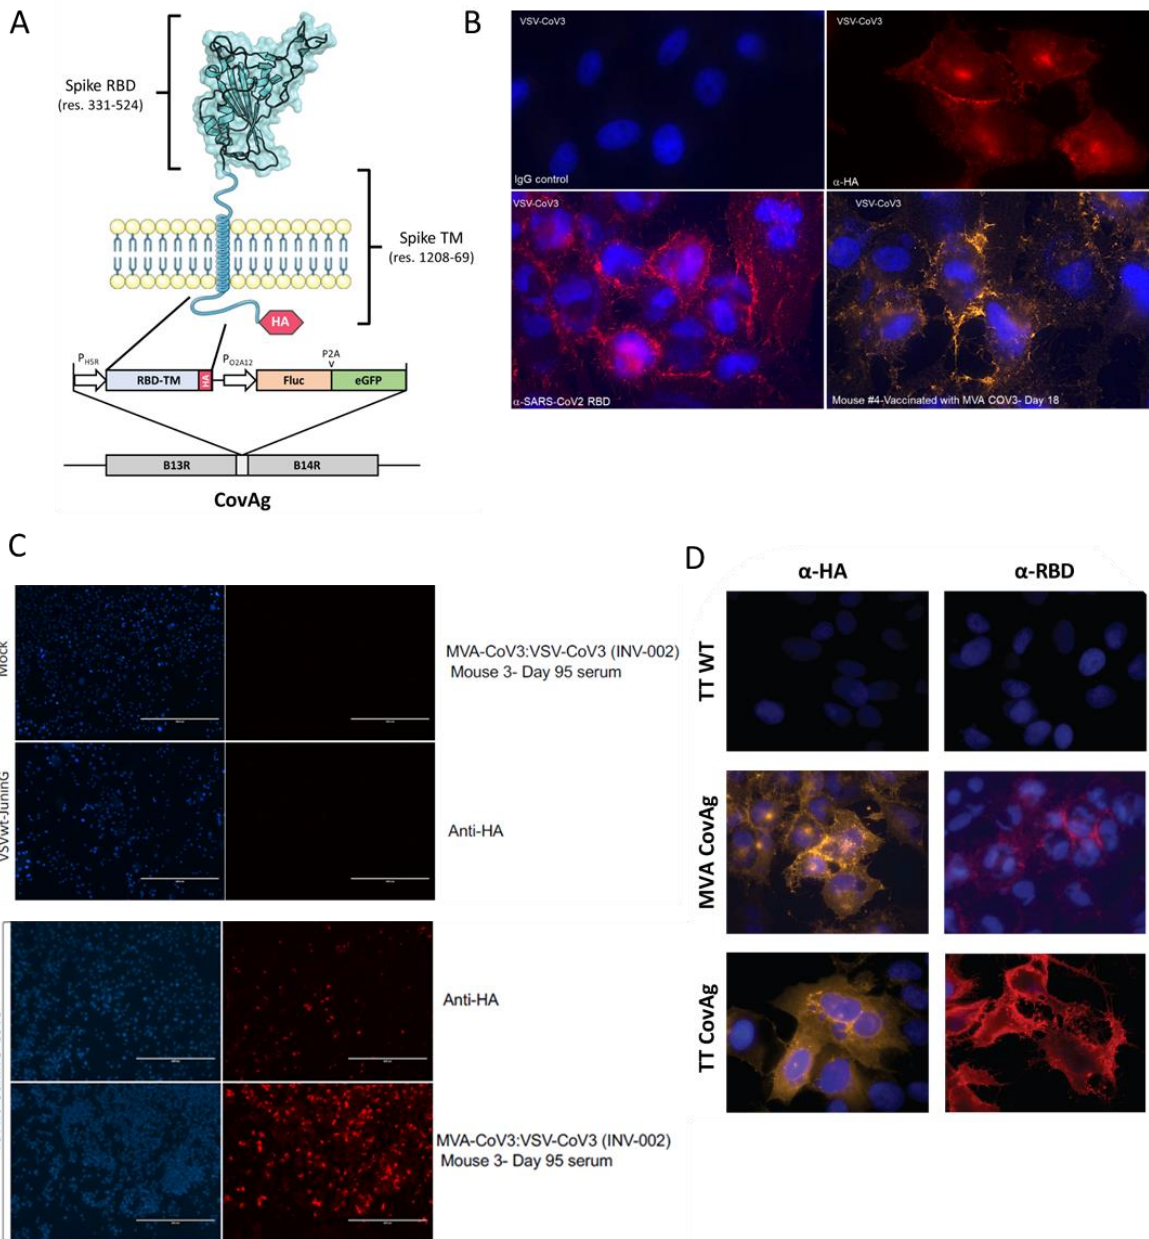 A
Spike RBD
(res. 331-524)
Spike TM
(res. 1208-69)
HA
PHSR
PO2A12
P2A
v
RBD-TM
HA
Fluc
eGFP
B13R
B14R
CovAg
B
VSV-CoV3
IgG control
VSV-CoV3
α-HA
VSV-CoV3
α-SARS-CoV2 RBD
VSV-CoV3
Mouse #4-Vaccinated with MVA COV3- Day 18
C
Mock
MVA-CoV3:VSV-CoV3 (INV-002)
Mouse 3- Day 95 serum
VSVwt-JuninG
Anti-HA
Anti-HA
MVA-CoV3:VSV-CoV3 (INV-002)
Mouse 3- Day 95 serum
D
α-HA
α-RBD
TT WT
MVA CovAg
TT CovAg